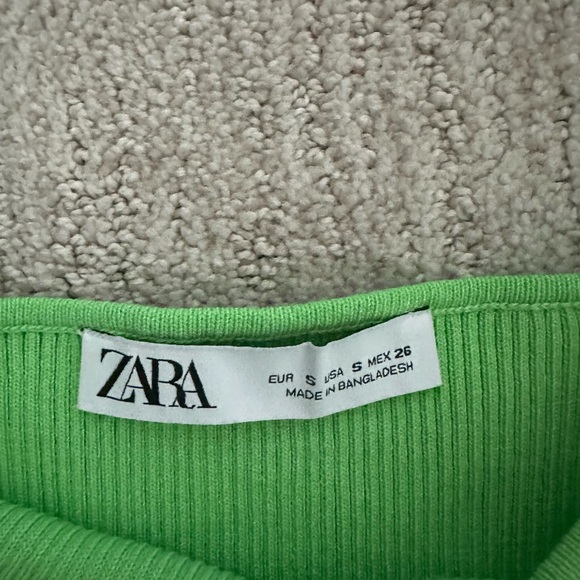 ZARA
EUR S USA S MEX 26
MADE IN BANGLADESH